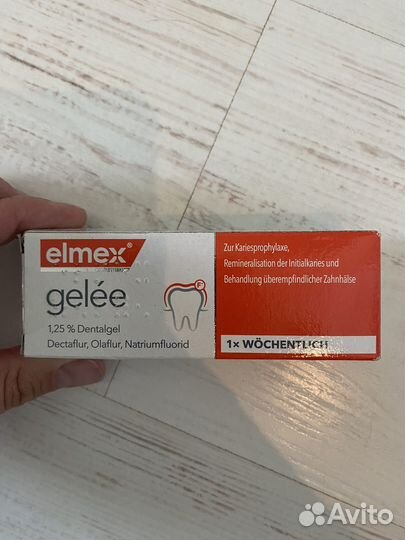 elmex®
gelée
1,25 % Dentalgel
Dectaflur, Olaflur, Natriumfluorid
F
Zur Kariesprophylaxe,
Remineralisation der Initialkaries und
Behandlung überempfindlicher Zahnhälse
1x WÖCHENTLICH
Avito